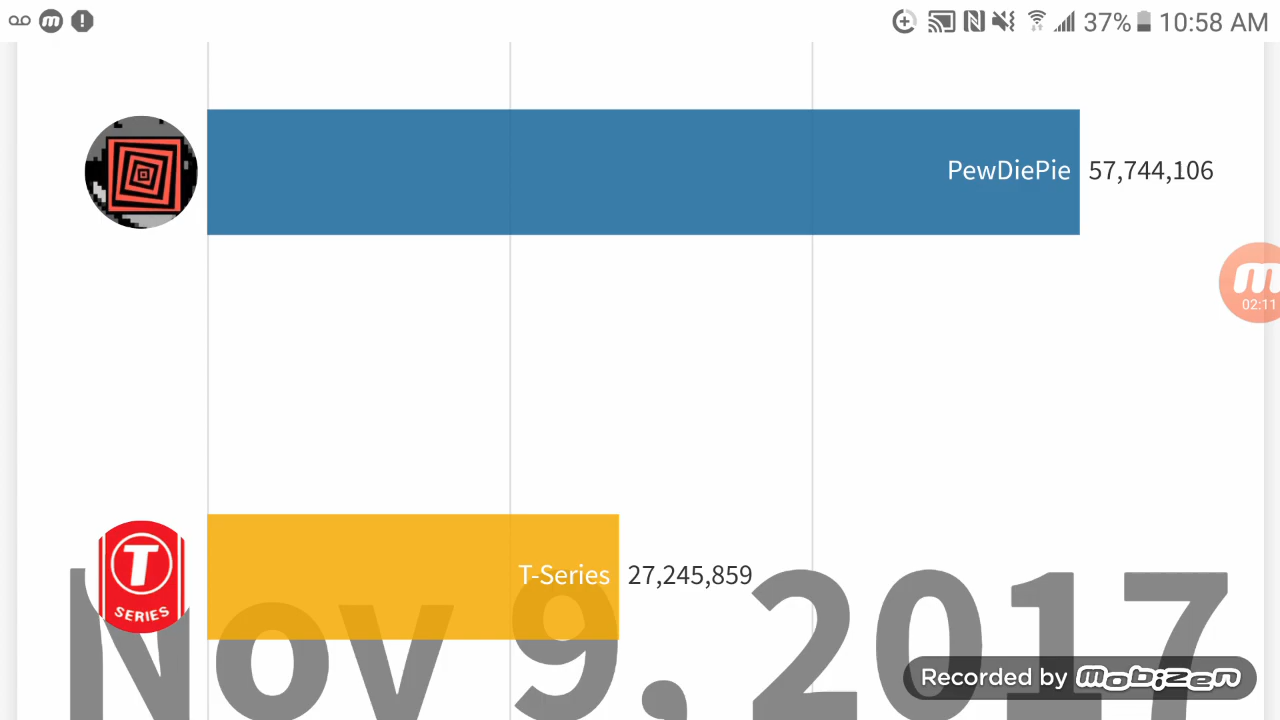 37% 10:58 AM
PewDiePie 57,744,106
02:11
T-Series 27,245,859
T
SERIES
Nov 9, 2017
Recorded by mobizen